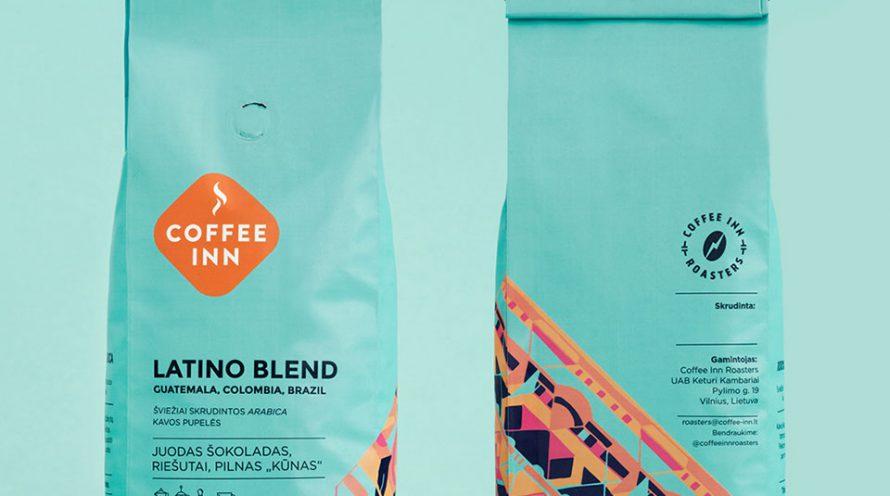 COFFEE
INN
LATINO BLEND
GUATEMALA, COLOMBIA, BRAZIL
ŠVIEŽIAI SKRUDINTOS ARABICA
KAVOS PUPELĖS
JUODAS ŠOKOLADAS,
RIEŠUTAI, PILNAS „KŪNAS“
COFFEE INN
ROASTERS
Skrudinta:
Gamintojas:
Coffee Inn Roasters
UAB Keturi Kambariai
Pylimo g. 19
Vilnius, Lietuva
roasters@coffee-inn.lt
Bendraukime:
@coffeeinnroasters